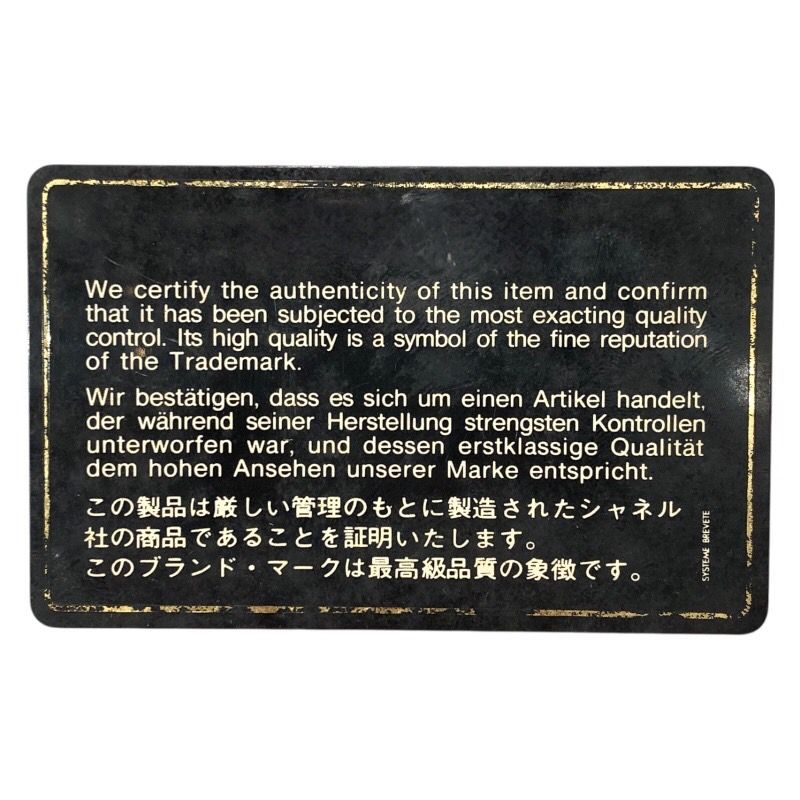 We certify the authenticity of this item and confirm
that it has been subjected to the most exacting quality
control. Its high quality is a symbol of the fine reputation
of the Trademark.
Wir bestätigen, dass es sich um einen Artikel handelt,
der während seiner Herstellung strengsten Kontrollen
unterworfen war, und dessen erstklassige Qualität
dem hohen Ansehen unserer Marke entspricht.
この製品は厳しい管理のもとに製造されたシャネル
社の商品であることを証明いたします。
このブランド・マークは最高級品質の象徴です。
SYSTEME BREVETE